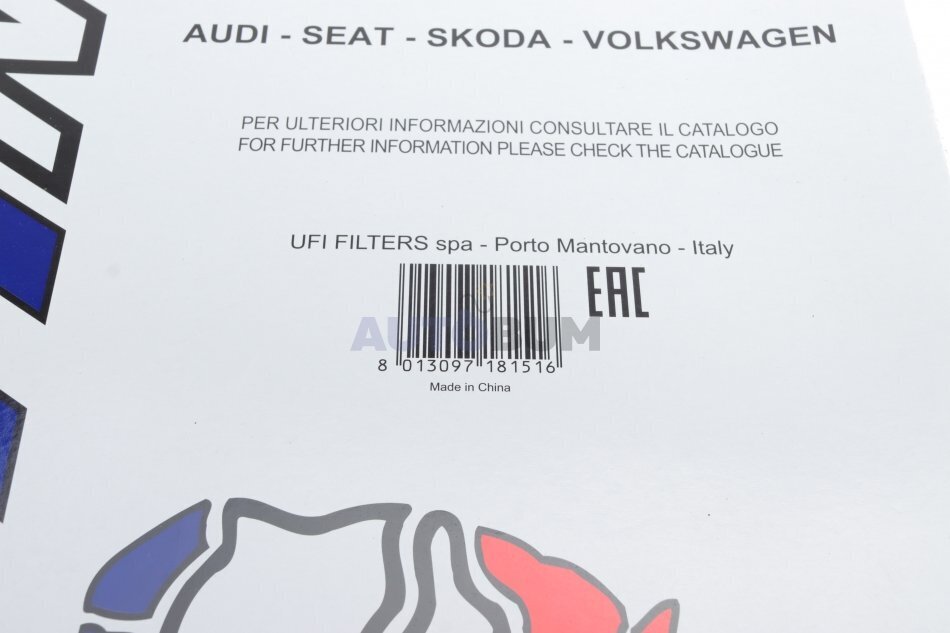 AUDI - SEAT - SKODA - VOLKSWAGEN
PER ULTERIORI INFORMAZIONI CONSULTARE IL CATALOGO
FOR FURTHER INFORMATION PLEASE CHECK THE CATALOGUE
UFI FILTERS spa - Porto Mantovano - Italy
EAC
AUTOBUM
8 013097 181516
Made in China